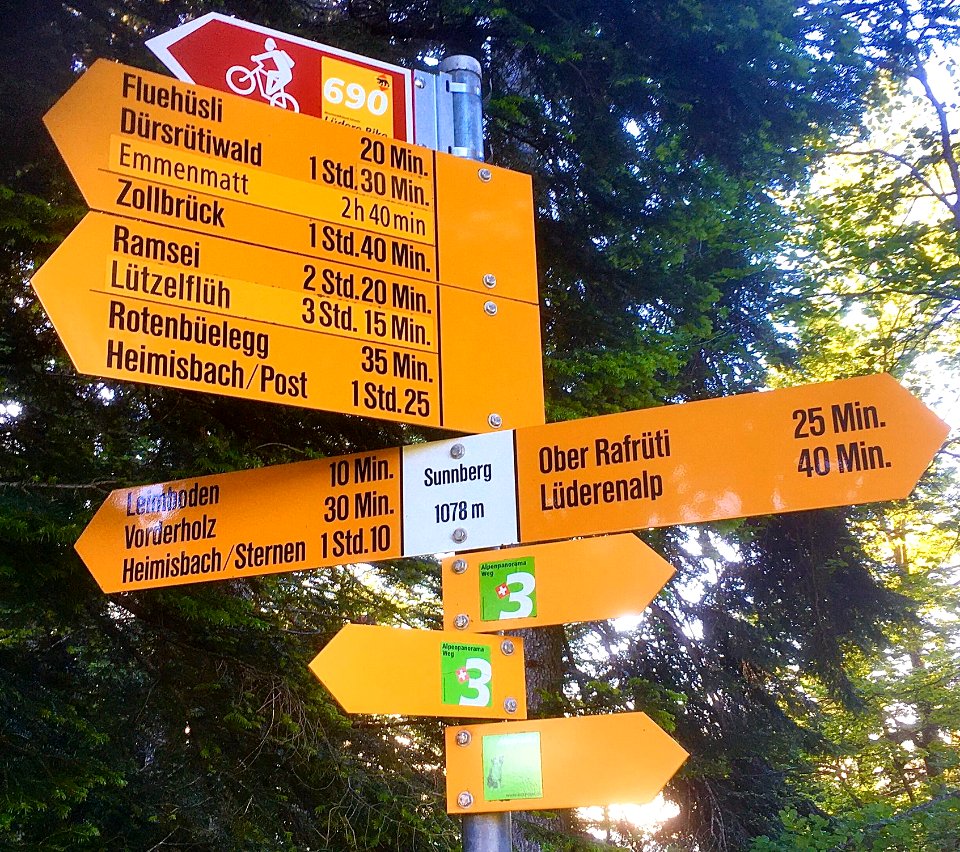 690
Fluehüsli 20 Min.
Dürsrütiwald 1 Std. 30 Min.
Emmenmatt 2 h 40 min
Zollbrück 1 Std. 40 Min.
Ramsei 2 Std. 20 Min.
Lützelflüh 3 Std. 15 Min.
Rotenbüelegg 35 Min.
Heimisbach/Post 1 Std. 25
Leimboden 10 Min.
Vorderholz 30 Min.
Heimisbach/Sternen 1 Std. 10
Sunnberg
1078 m
Ober Rafrüti 25 Min.
Lüderenalp 40 Min.
Alpenpanorama
Weg
3
Alpenpanorama
Weg
3